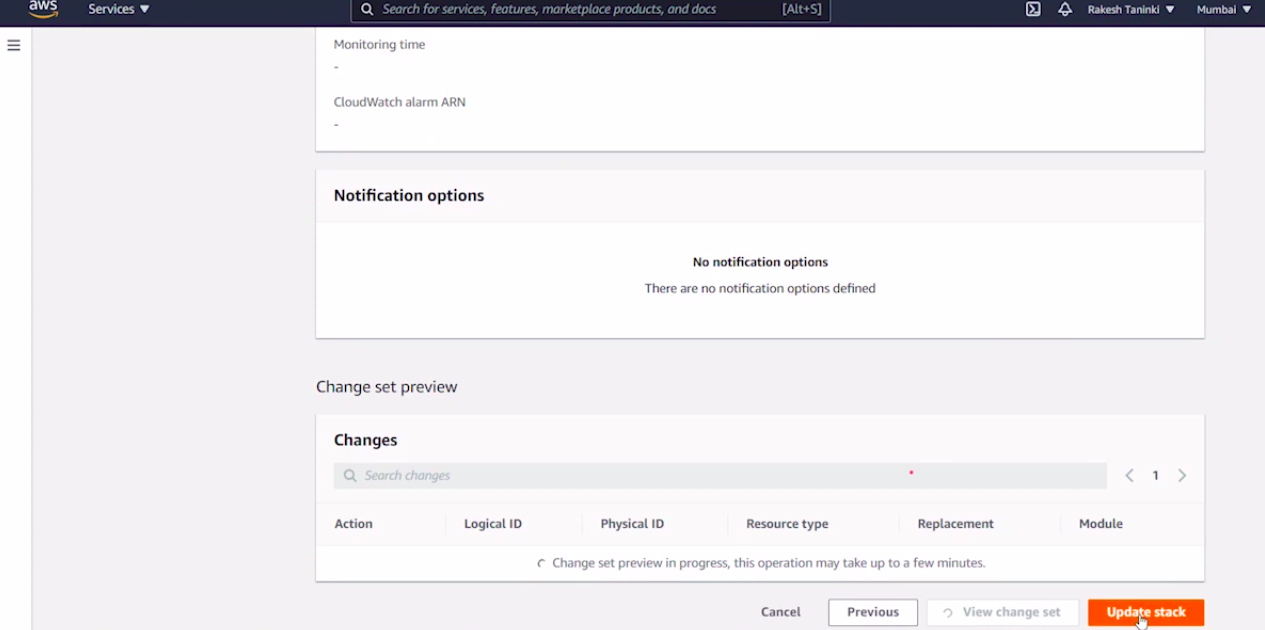 aws Services ▼ Search for services, features, marketplace products, and docs [Alt+S] Rakesh Taninki ▼ Mumbai ▼
Monitoring time
-
CloudWatch alarm ARN
-
Notification options
No notification options
There are no notification options defined
Change set preview
Changes
Search changes 1
Action Logical ID Physical ID Resource type Replacement Module
Change set preview in progress, this operation may take up to a few minutes.
Cancel Previous View change set Update stack